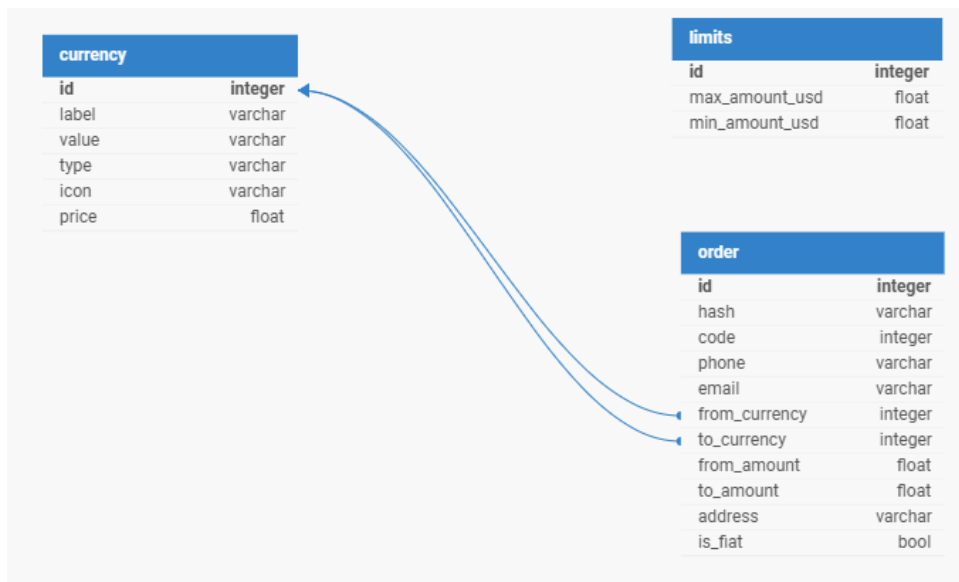 currency
id integer
label varchar
value varchar
type varchar
icon varchar
price float
limits
id integer
max_amount_usd float
min_amount_usd float
order
id integer
hash varchar
code integer
phone varchar
email varchar
from_currency integer
to_currency integer
from_amount float
to_amount float
address varchar
is_fiat bool